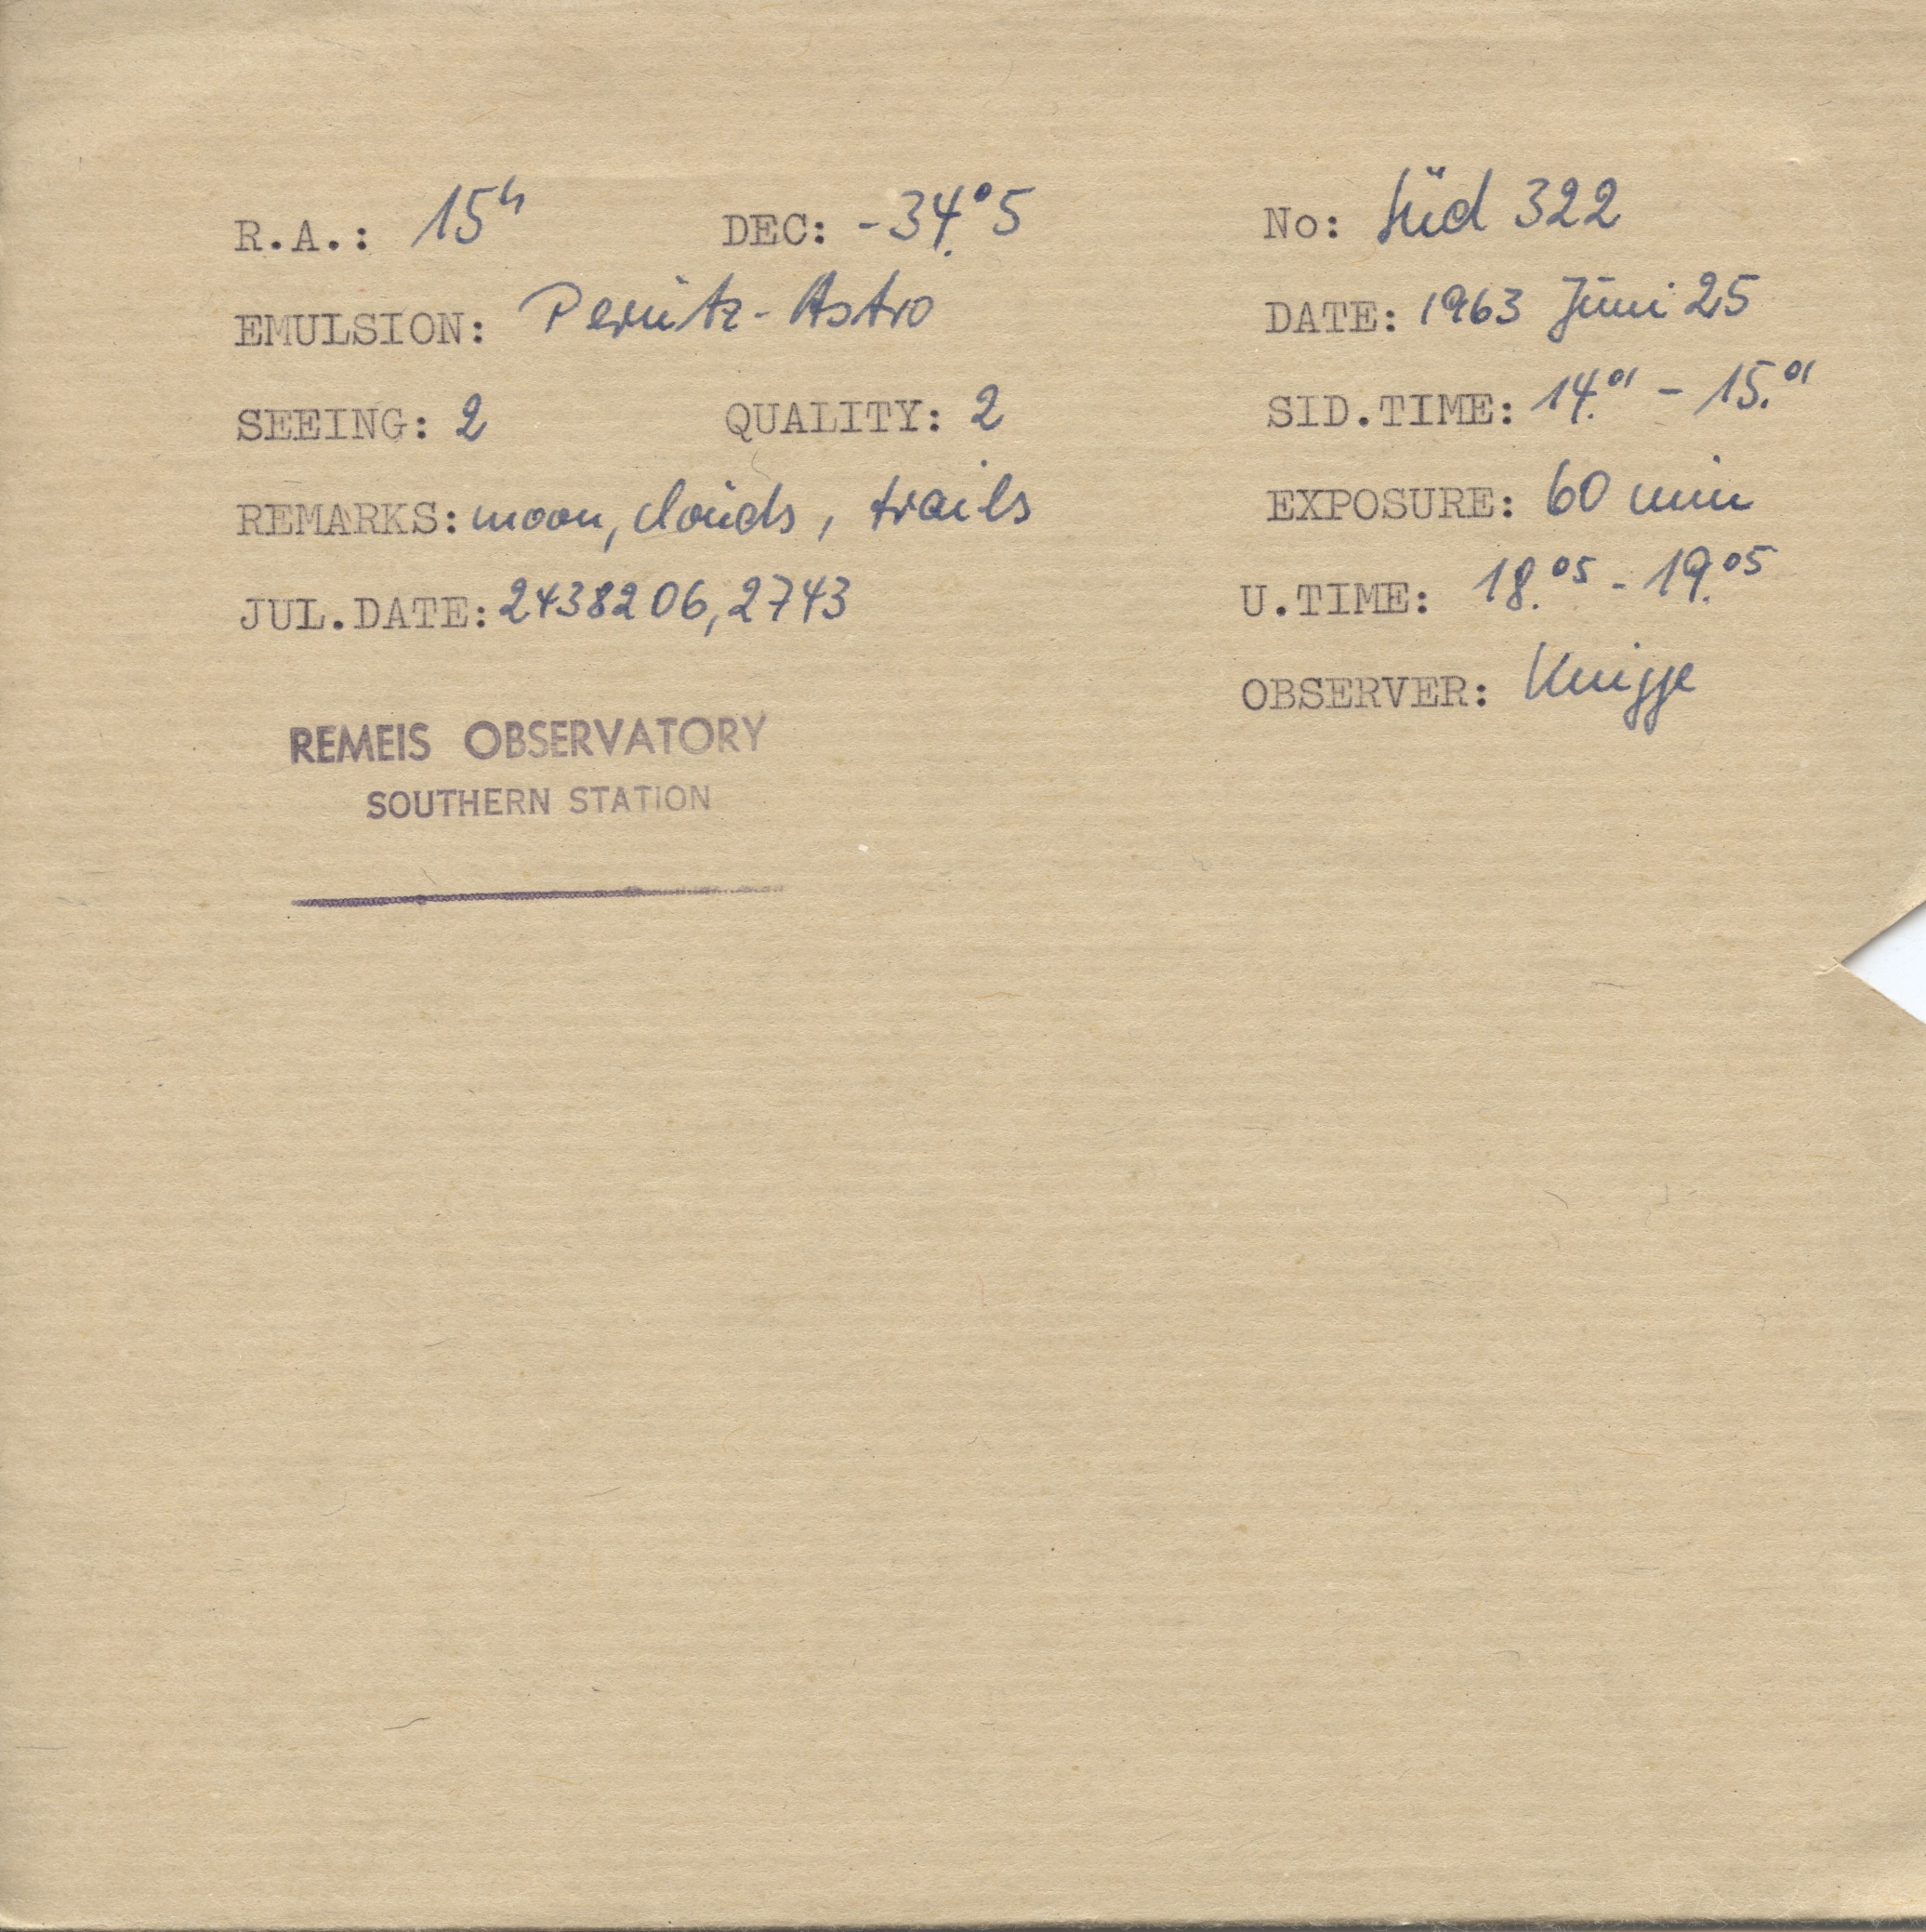 R.A.: 15ʰ DEC: -34.°5 No: Süd 322
EMULSION: Perutz-Astro DATE: 1963 Juni 25
SEEING: 2 QUALITY: 2 SID.TIME: 14.01 - 15.01
REMARKS: moon, clouds, trails EXPOSURE: 60 min
JUL.DATE: 2438206,2743 U.TIME: 18.05 - 19.05
OBSERVER: Knigge
REMEIS OBSERVATORY
SOUTHERN STATION